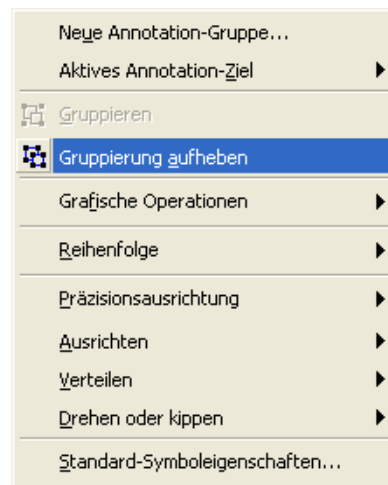 Neue Annotation-Gruppe...
Aktives Annotation-Ziel
Gruppieren
Gruppierung aufheben
Grafische Operationen
Reihenfolge
Präzisionsausrichtung
Ausrichten
Verteilen
Drehen oder kippen
Standard-Symboleigenschaften...